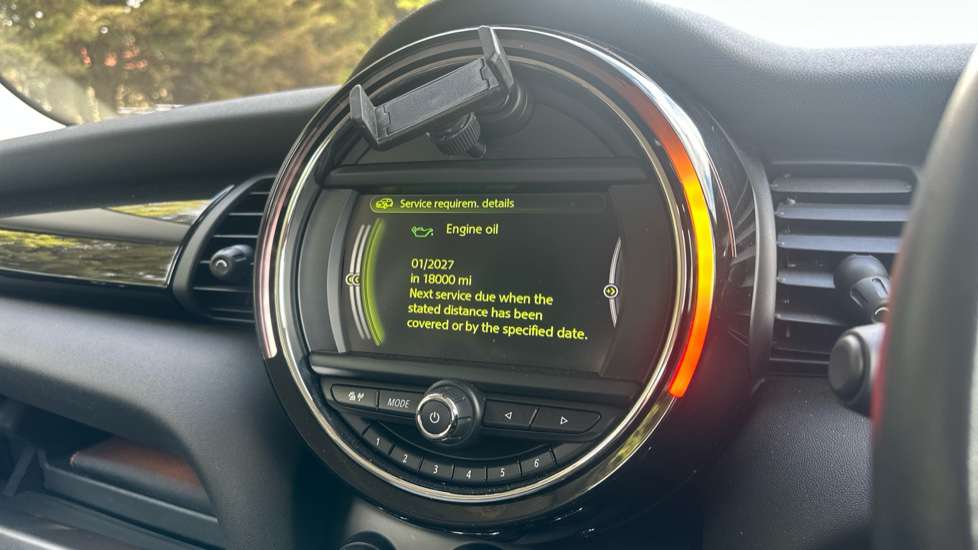 Service requirem. details
Engine oil
01/2027
in 18000 mi
Next service due when the
stated distance has been
covered or by the specified date.
MODE
1 2 3 4 5 6